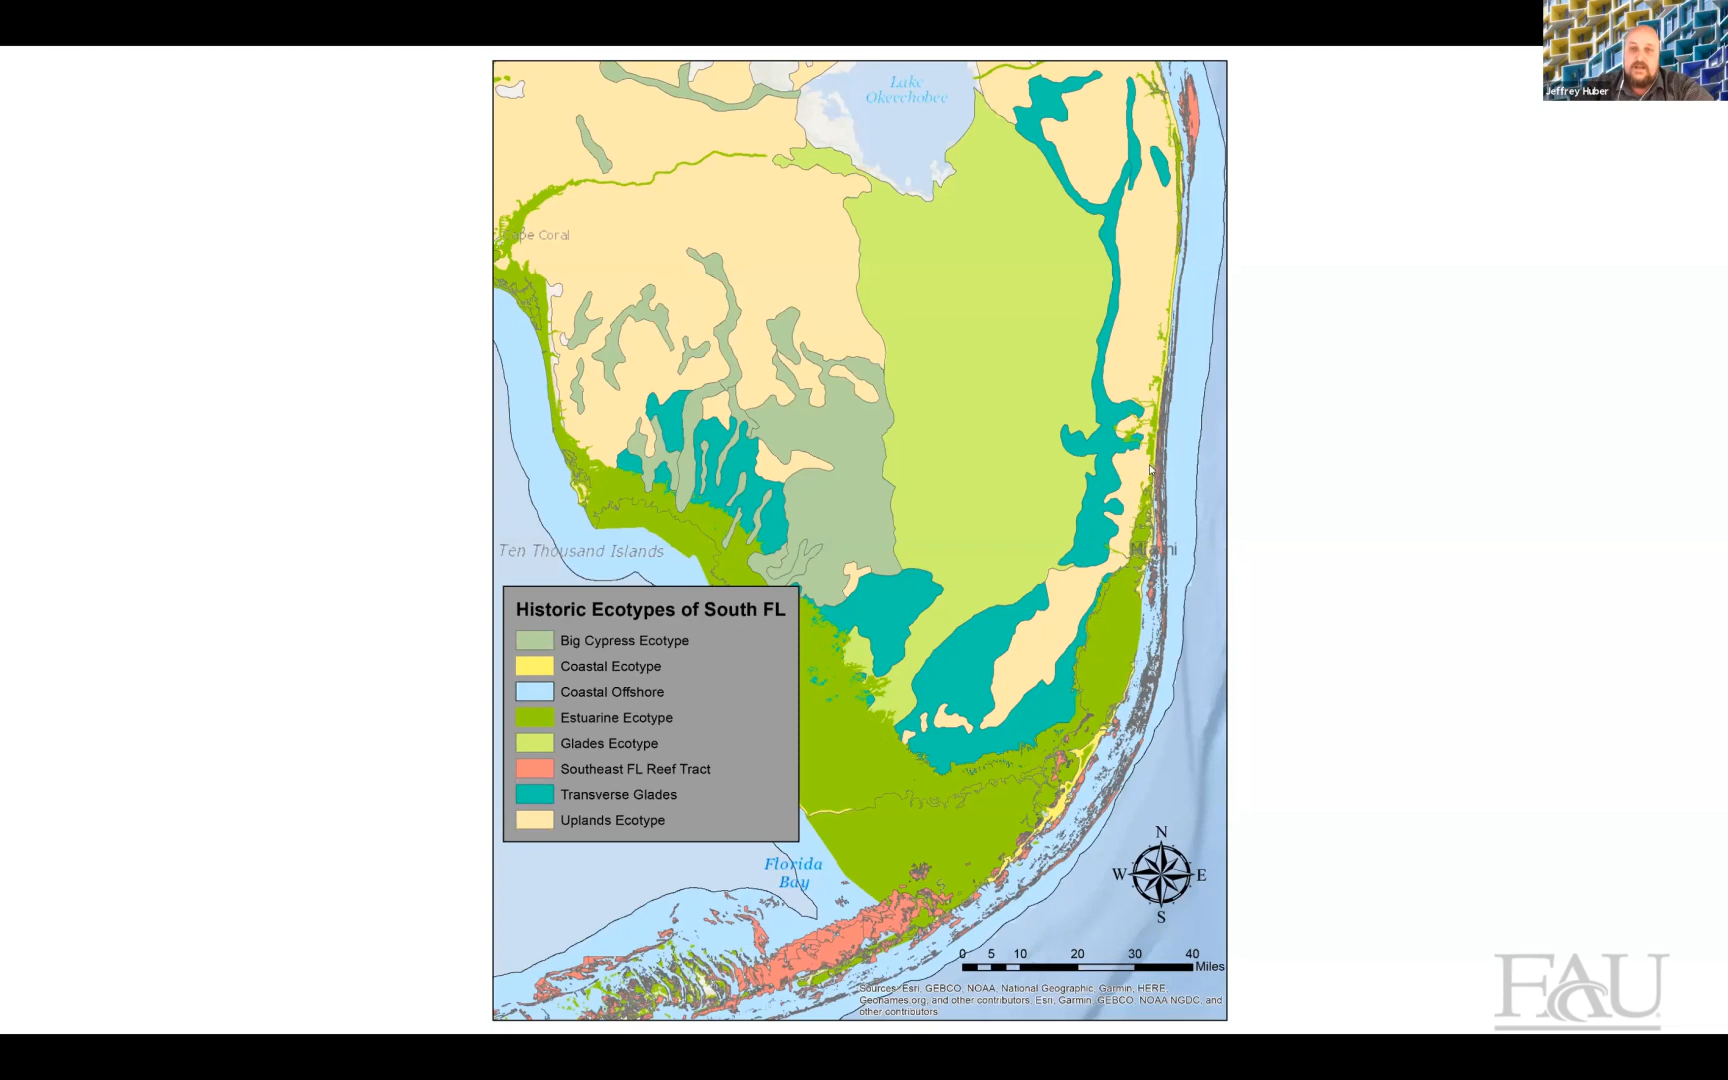 Jeffrey Huber
Lake
Okeechobee
Cape Coral
Ten Thousand Islands
Miami
Historic Ecotypes of South FL
Big Cypress Ecotype
Coastal Ecotype
Coastal Offshore
Estuarine Ecotype
Glades Ecotype
Southeast FL Reef Tract
Transverse Glades
Uplands Ecotype
Florida
Bay
N
W E
S
0 5 10 20 30 40
Miles
Sources: Esri, GEBCO, NOAA, National Geographic, Garmin, HERE,
Geonames.org, and other contributors, Esri, Garmin, GEBCO, NOAA NGDC, and
other contributors
FAU